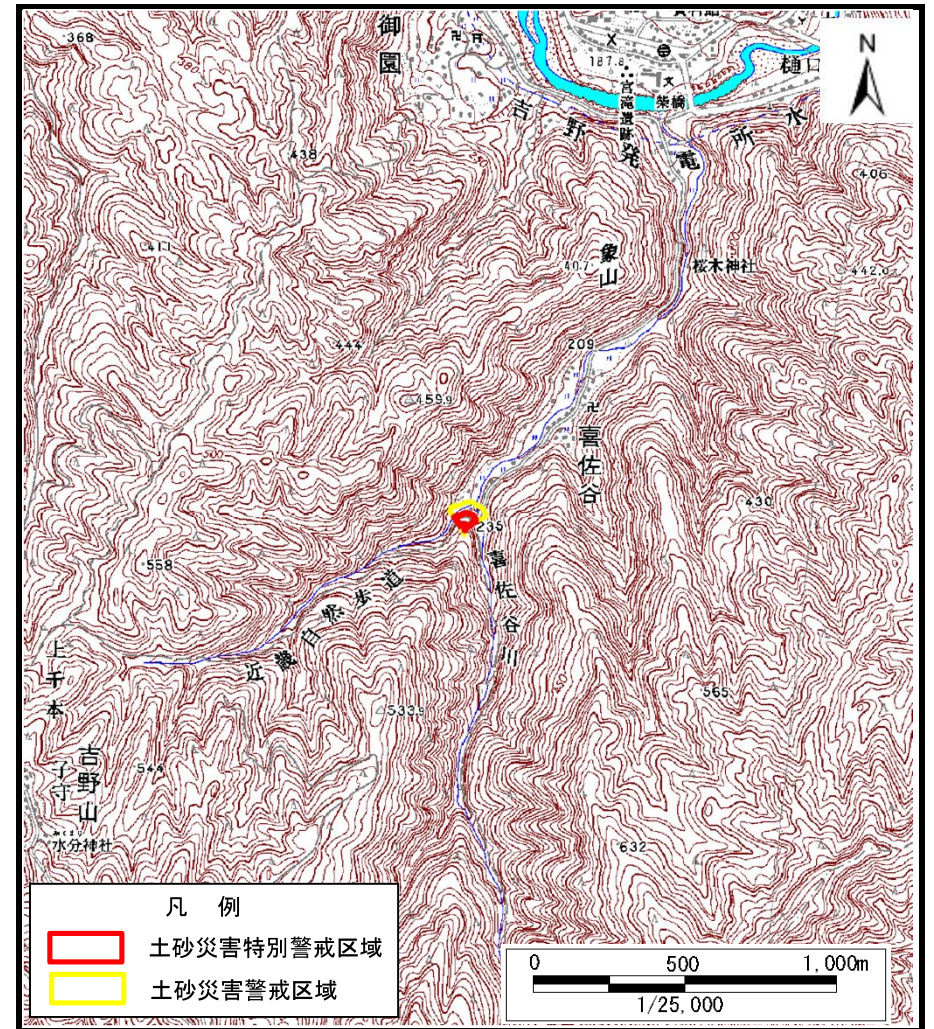 368
御園
187.8
宮滝遺跡
柴橋
樋口
N
吉野発電所水
438
406
411
象山
407
桜木神社
442.0
444
209
459.9
喜佐谷
430
235
558
喜佐谷川
近畿自然歩道
上千本
565
533.9
吉野山
子守
544
水分神社
632
凡 例
土砂災害特別警戒区域
土砂災害警戒区域
0 500 1,000m
1/25,000